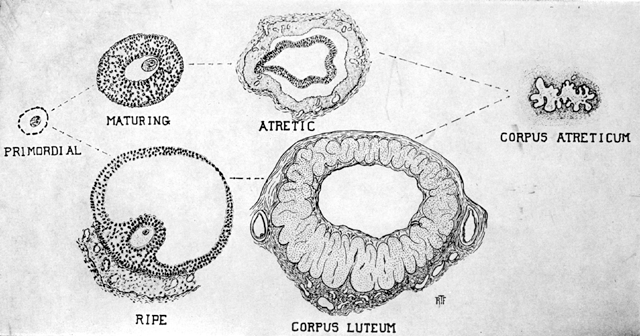 MATURING
ATRETIC
CORPUS ATRETICUM
PRIMORDIAL
RIPE
CORPUS LUTEUM